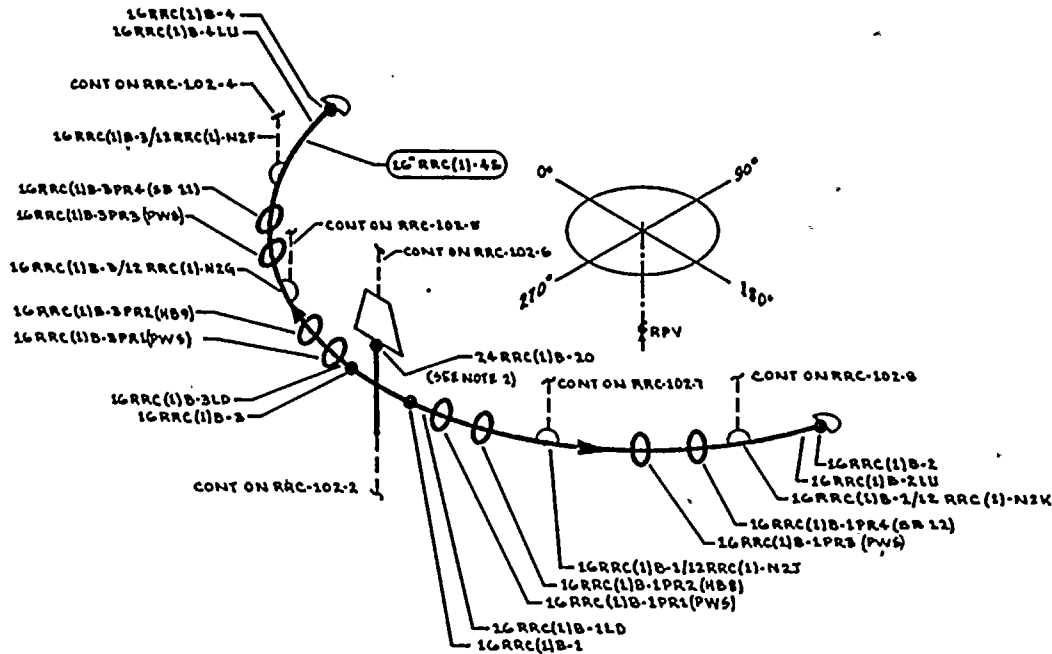 16RRC(1)B-4
16RRC(1)B-4LU
CONT ON RRC-102-4
16RRC(1)B-3/12RRC(1)-N2F
16" RRC(1)-4S
16RRC(1)B-3PR4(SB 11)
16RRC(1)B-3PR3(PWS)
CONT ON RRC-102-5
CONT ON RRC-102-6
16RRC(1)B-3/12 RRC(1)-N2G
16RRC(1)B-3PR2(HB9)
16RRC(1)B-3PR1(PWS)
0°
90°
270°
180°
RPV
24RRC(1)B-20
(SEE NOTE 2)
CONT ON RRC-102-7
CONT ON RRC-102-8
16RRC(1)B-3LD
16RRC(1)B-3
CONT ON RRC-102-2
16RRC(1)B-2
16RRC(1)B-2LU
16RRC(1)B-1/12 RRC(1)-N2K
16RRC(1)B-1PR4(SB 12)
16RRC(1)B-1PR3 (PWS)
16RRC(1)B-1/12RRC(1)-N2J
16RRC(1)B-1PR2(HB8)
16RRC(1)B-1PR1(PWS)
16RRC(1)B-1LD
16RRC(1)B-1